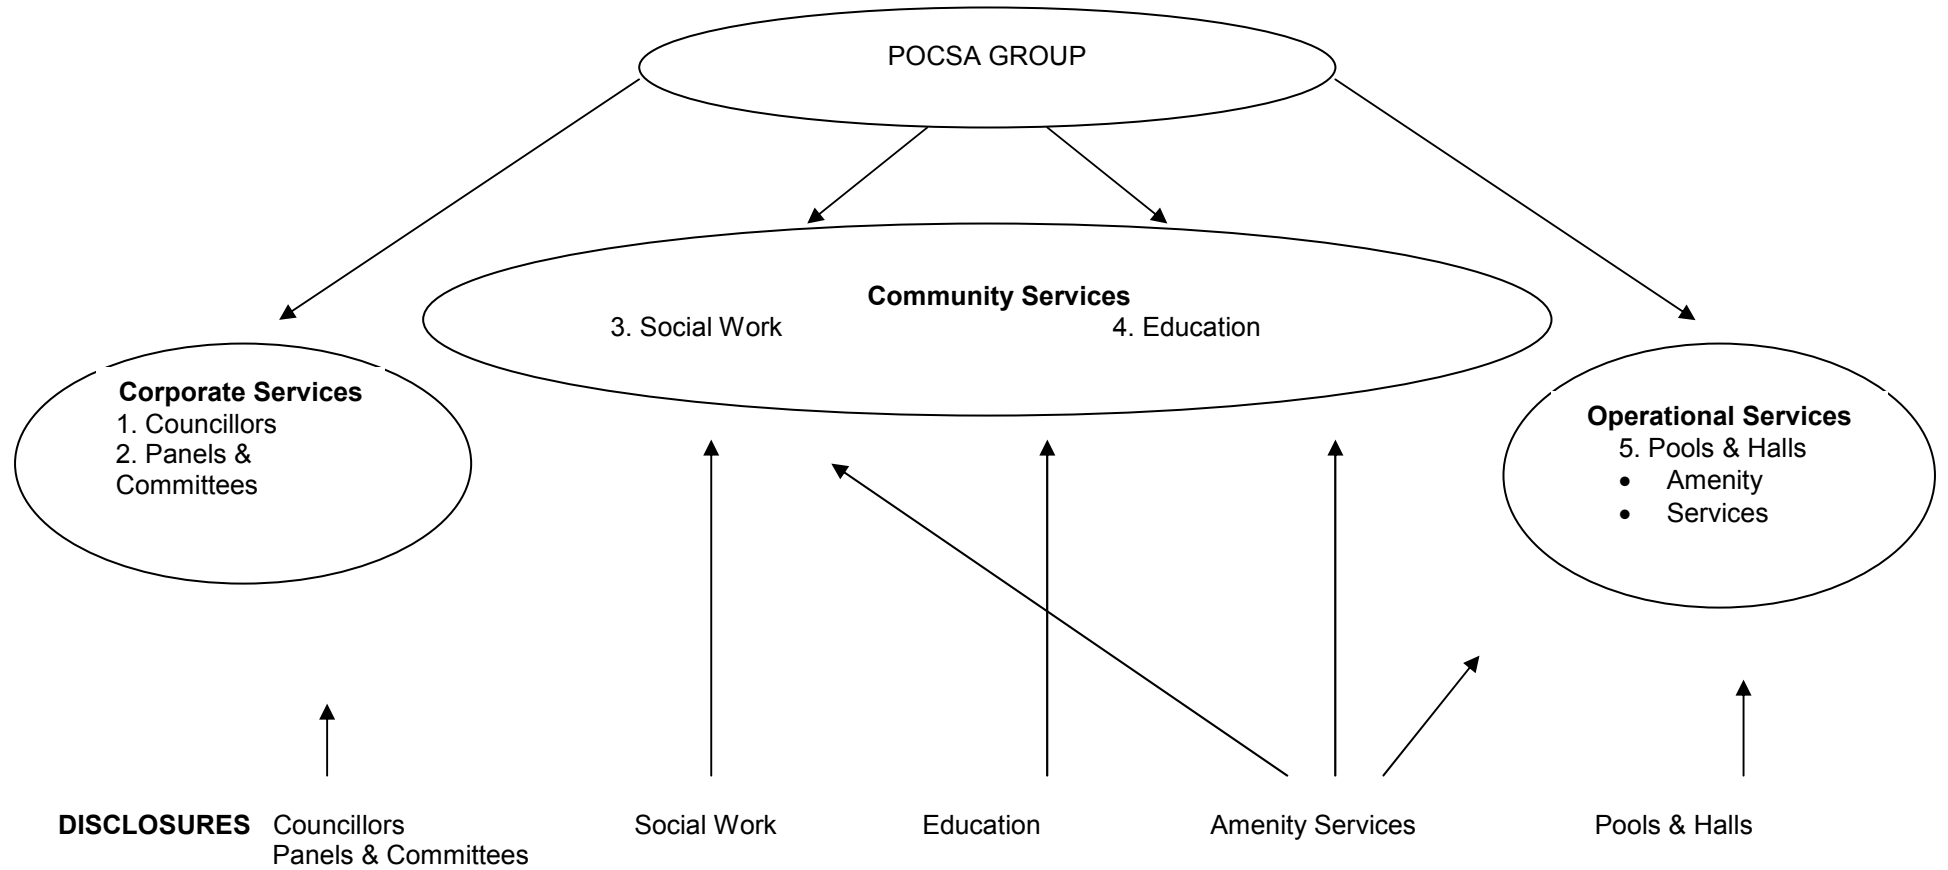 POCSA GROUP
Community Services
3. Social Work 4. Education
Corporate Services
1. Councillors
2. Panels &
Committees
Operational Services
5. Pools & Halls
• Amenity
• Services
DISCLOSURES Councillors Social Work Education Amenity Services Pools & Halls
Panels & Committees